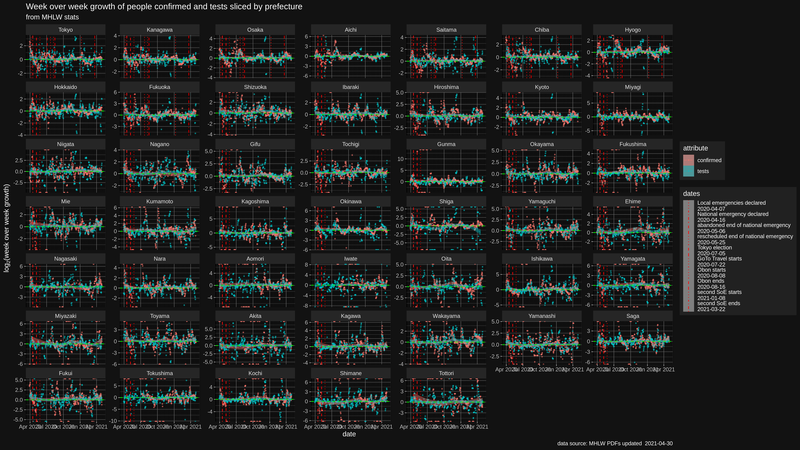 Week over week growth of people confirmed and tests sliced by prefecture
from MHLW stats
Tokyo Kanagawa Osaka Aichi Saitama Chiba Hyogo
Hokkaido Fukuoka Shizuoka Ibaraki Hiroshima Kyoto Miyagi
Niigata Nagano Gifu Tochigi Gunma Okayama Fukushima
Mie Kumamoto Kagoshima Okinawa Shiga Yamaguchi Ehime
Nagasaki Nara Aomori Iwate Oita Ishikawa Yamagata
Miyazaki Toyama Akita Kagawa Wakayama Yamanashi Saga
Fukui Tokushima Kochi Shimane Tottori
log2(week over week growth)
date
attribute
confirmed
tests
dates
Local emergencies declared
2020-04-07
National emergency declared
2020-04-16
abandoned end of national emergency
2020-05-06
rescheduled end of national emergency
2020-05-25
Tokyo election
2020-07-05
GoTo Travel starts
2020-07-22
Obon starts
2020-08-08
Obon ends
2020-08-16
second SoE starts
2021-01-08
second SoE ends
2021-03-22
data source: MHLW PDFs updated 2021-04-30